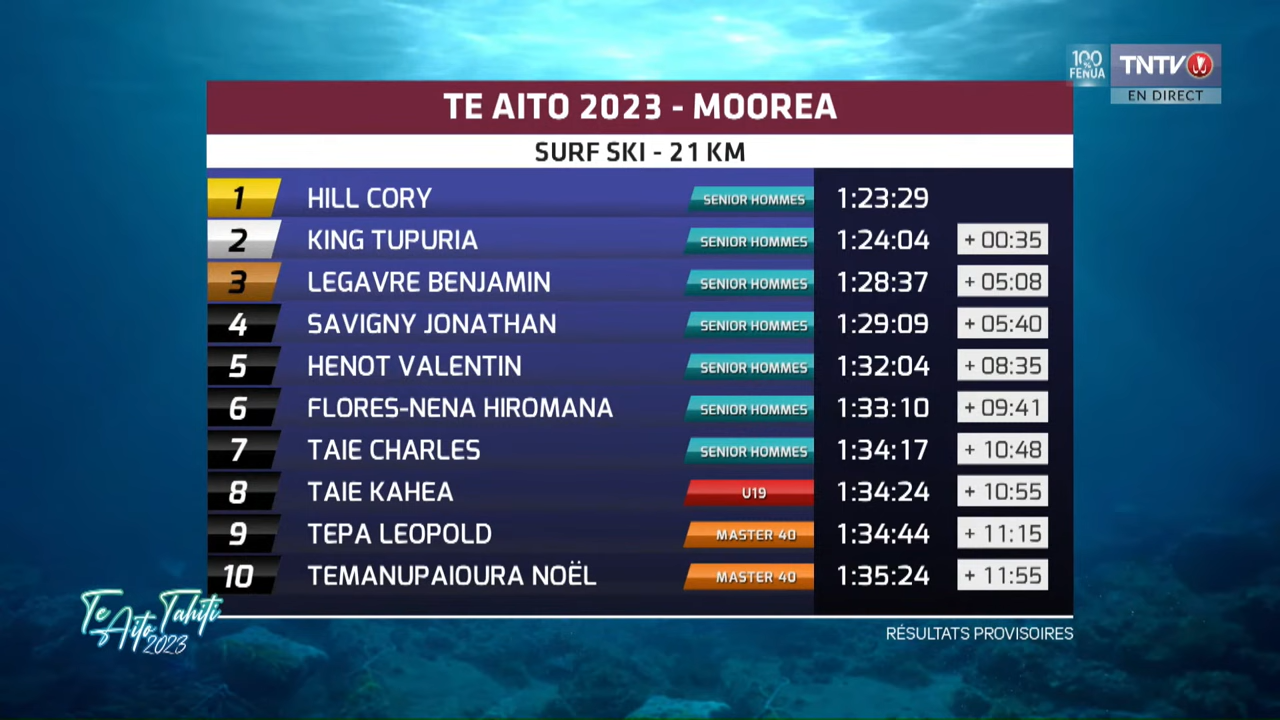 100
%
FENUA
TNTV
EN DIRECT
TE AITO 2023 - MOOREA
SURF SKI - 21 KM
1 HILL CORY SENIOR HOMMES 1:23:29
2 KING TUPURIA SENIOR HOMMES 1:24:04 + 00:35
3 LEGAVRE BENJAMIN SENIOR HOMMES 1:28:37 + 05:08
4 SAVIGNY JONATHAN SENIOR HOMMES 1:29:09 + 05:40
5 HENOT VALENTIN SENIOR HOMMES 1:32:04 + 08:35
6 FLORES-NENA HIROMANA SENIOR HOMMES 1:33:10 + 09:41
7 TAIE CHARLES SENIOR HOMMES 1:34:17 + 10:48
8 TAIE KAHEA U19 1:34:24 + 10:55
9 TEPA LEOPOLD MASTER 40 1:34:44 + 11:15
10 TEMANUPAIOURA NOËL MASTER 40 1:35:24 + 11:55
Te Aito Tahiti
2023
RÉSULTATS PROVISOIRES